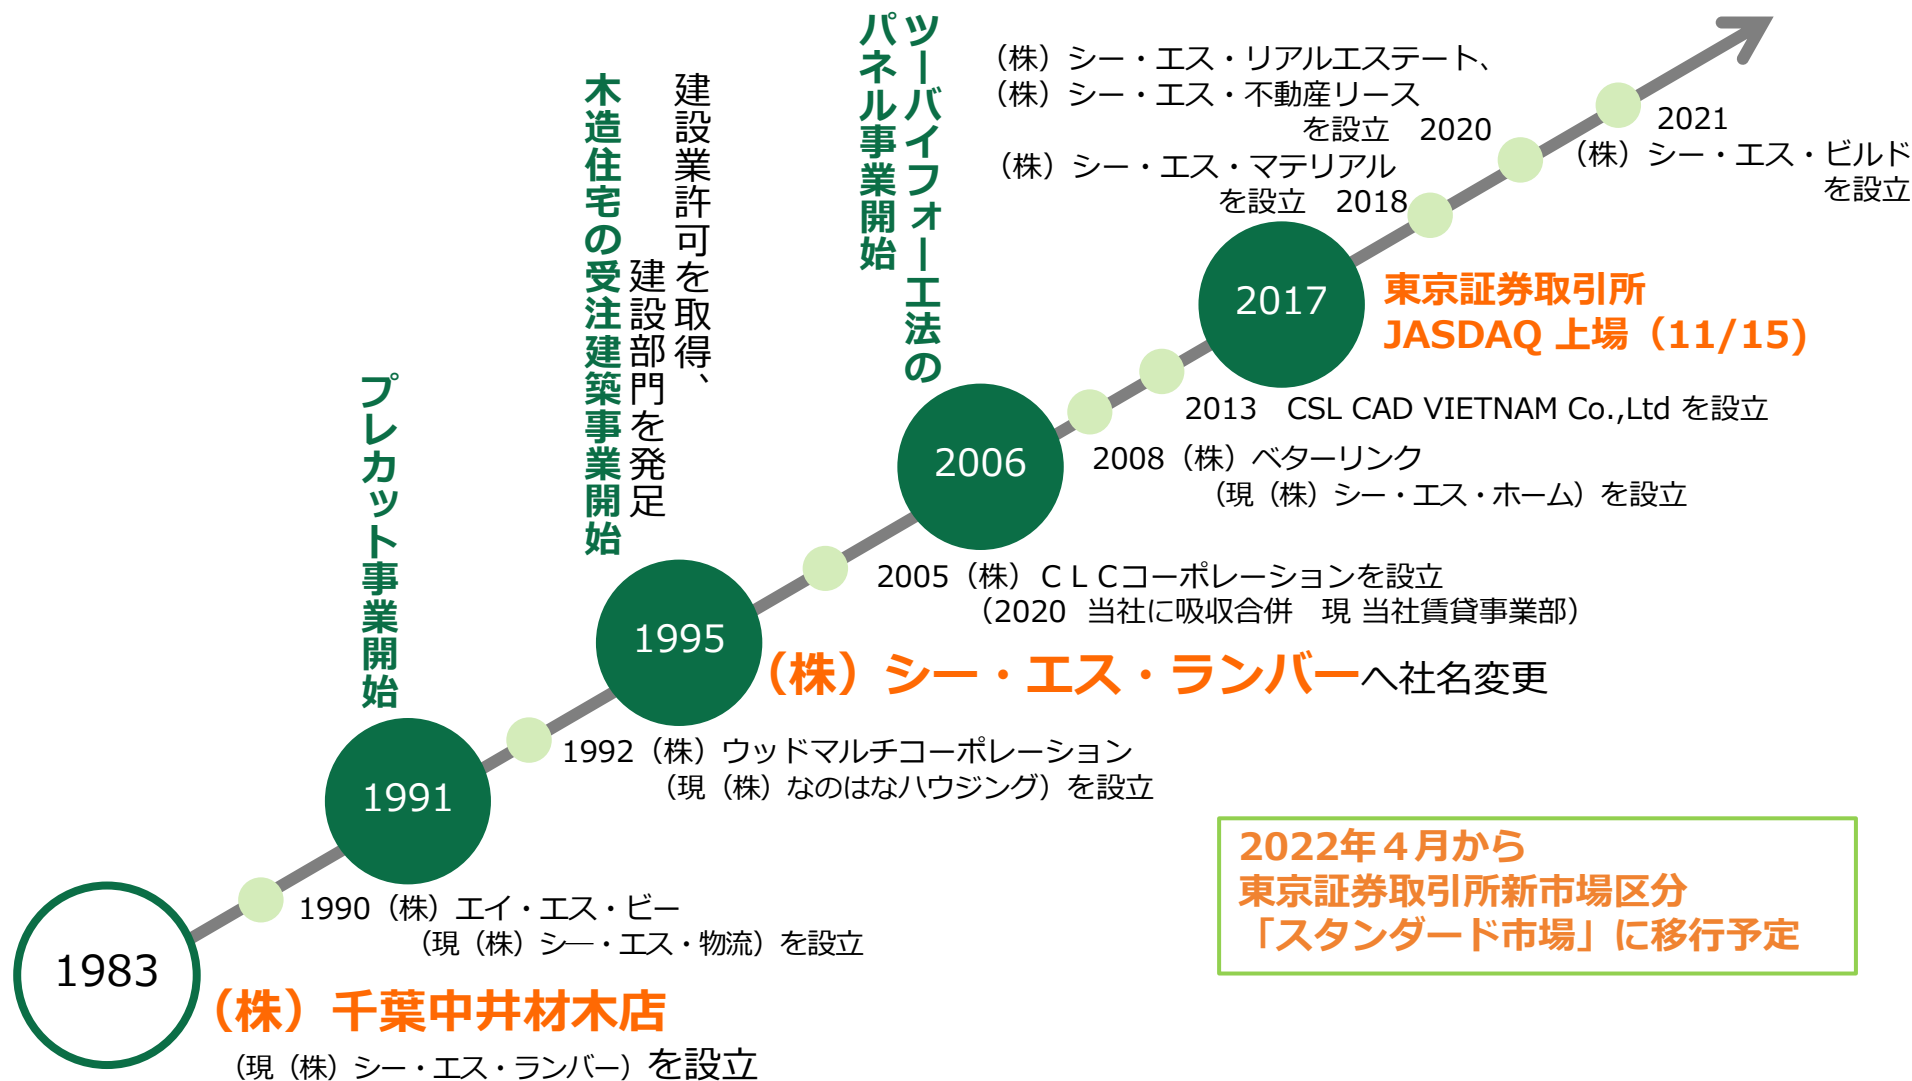 1983
（株）千葉中井材木店
（現（株）シー・エス・ランバー）を設立
1990（株）エイ・エス・ビー
（現（株）シー・エス・物流）を設立
1991
プレカット事業開始
1992（株）ウッドマルチコーポレーション
（現（株）なのはなハウジング）を設立
1995
建設業許可を取得、
建設部門を発足
木造住宅の受注建築事業開始
（株）シー・エス・ランバーへ社名変更
2005（株）ＣＬＣコーポレーションを設立
（2020 当社に吸収合併　現 当社賃貸事業部）
2006
ツーバイフォー工法の
パネル事業開始
2008（株）ベターリンク
（現（株）シー・エス・ホーム）を設立
2013　CSL CAD VIETNAM Co.,Ltd を設立
2017
東京証券取引所
JASDAQ 上場（11/15)
（株）シー・エス・マテリアル
を設立　2018
（株）シー・エス・リアルエステート、
（株）シー・エス・不動産リース
を設立　2020
2021
（株）シー・エス・ビルド
を設立
2022年４月から
東京証券取引所新市場区分
「スタンダード市場」に移行予定